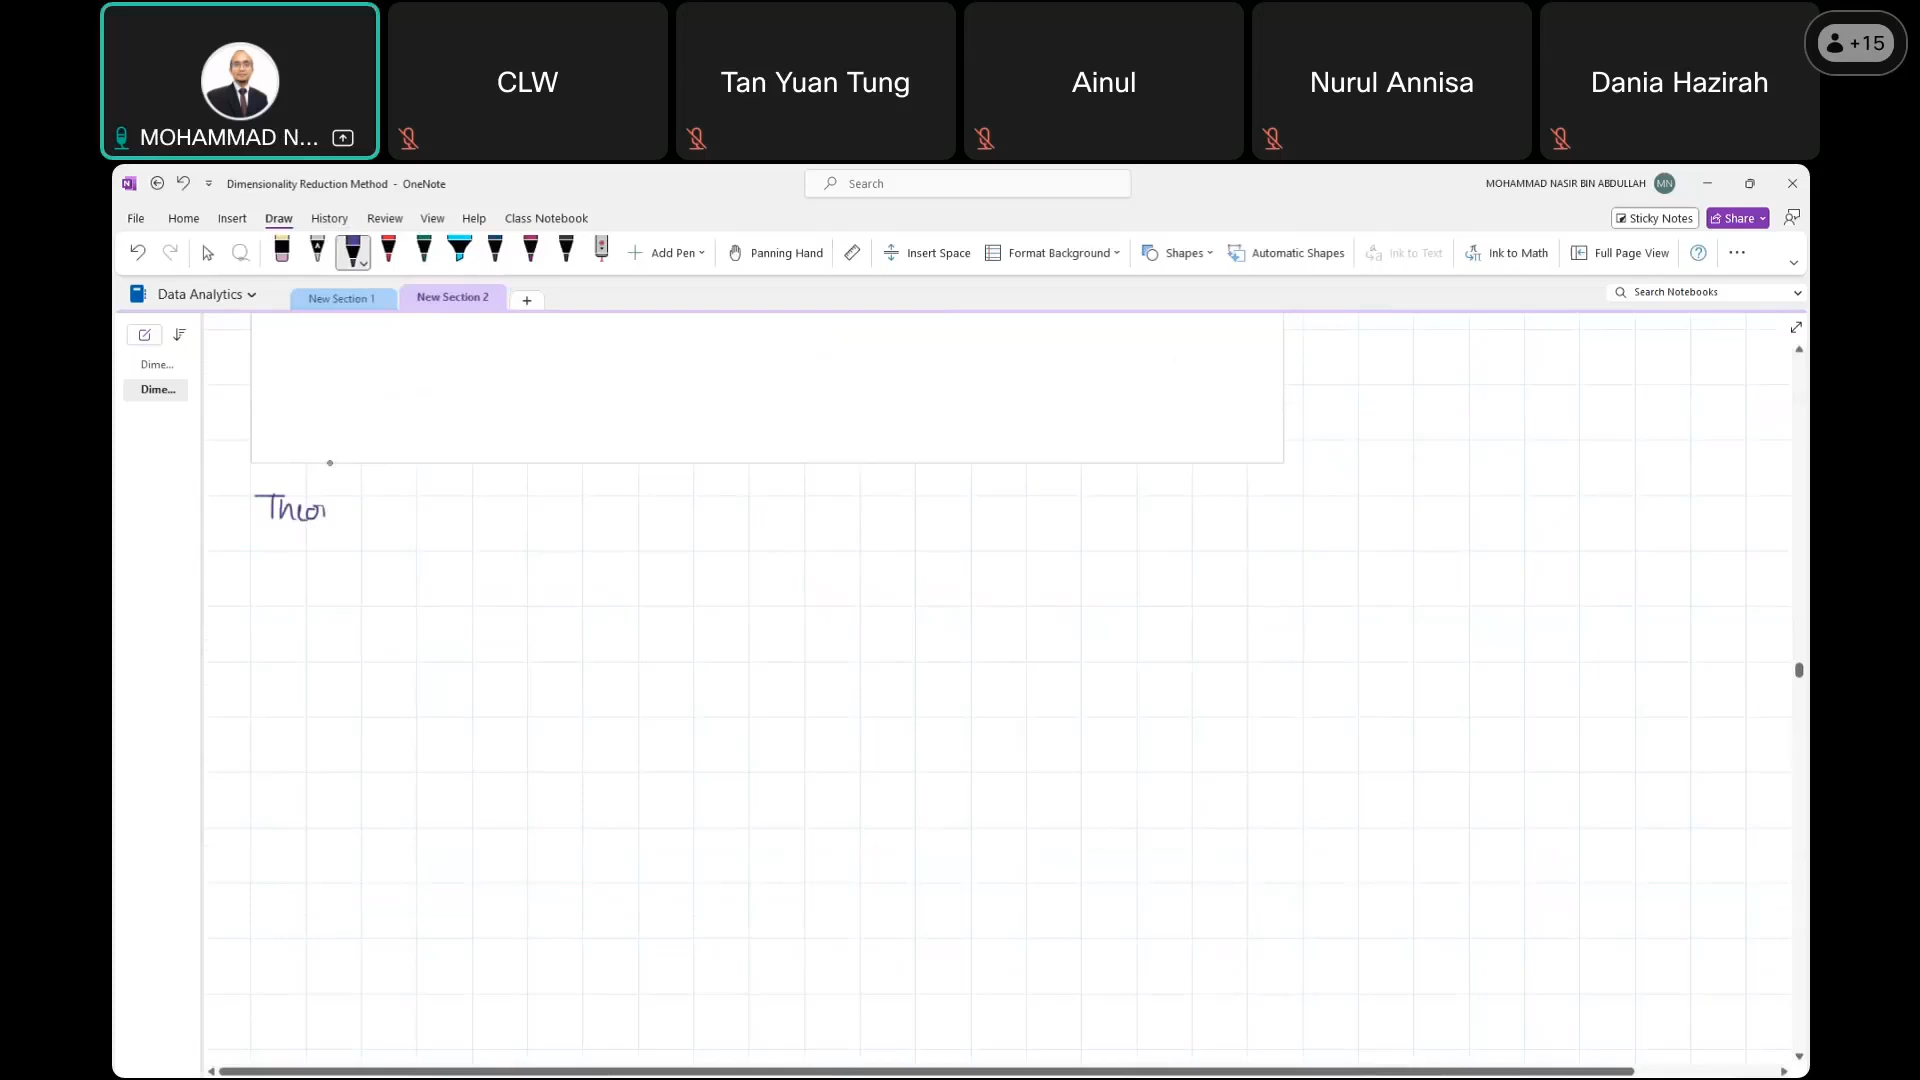 MOHAMMAD N...
CLW
Tan Yuan Tung
Ainul
Nurul Annisa
Dania Hazirah
+15
Dimensionality Reduction Method - OneNote
Search
MOHAMMAD NASIR BIN ABDULLAH
MN
File Home Insert Draw History Review View Help Class Notebook
Sticky Notes
Share
Add Pen
Panning Hand
Insert Space
Format Background
Shapes
Automatic Shapes
Ink to Text
Ink to Math
Full Page View
Data Analytics
New Section 1
New Section 2
Search Notebooks
Dime...
Dime...
Theor